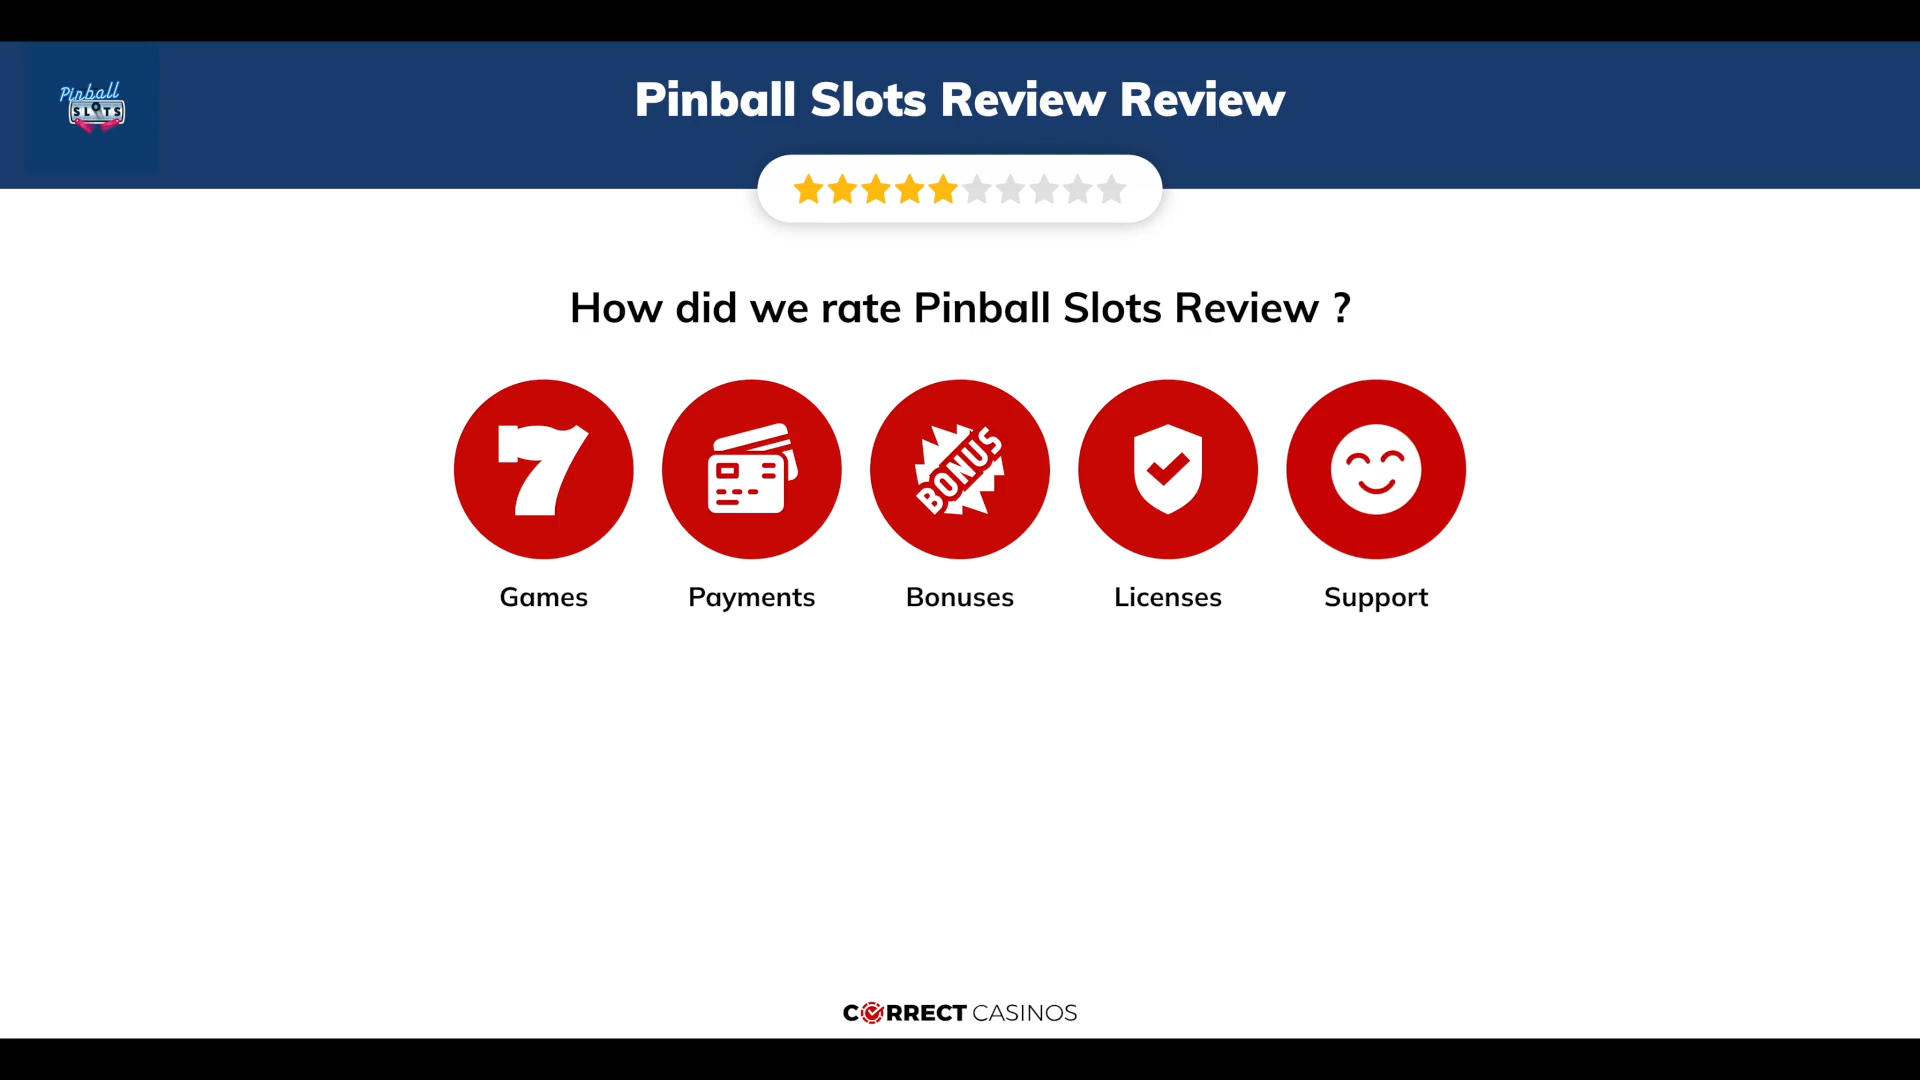 Pinball
SLOTS
Pinball Slots Review Review
How did we rate Pinball Slots Review ?
7
BONUS
Games
Payments
Bonuses
Licenses
Support
CORRECT CASINOS